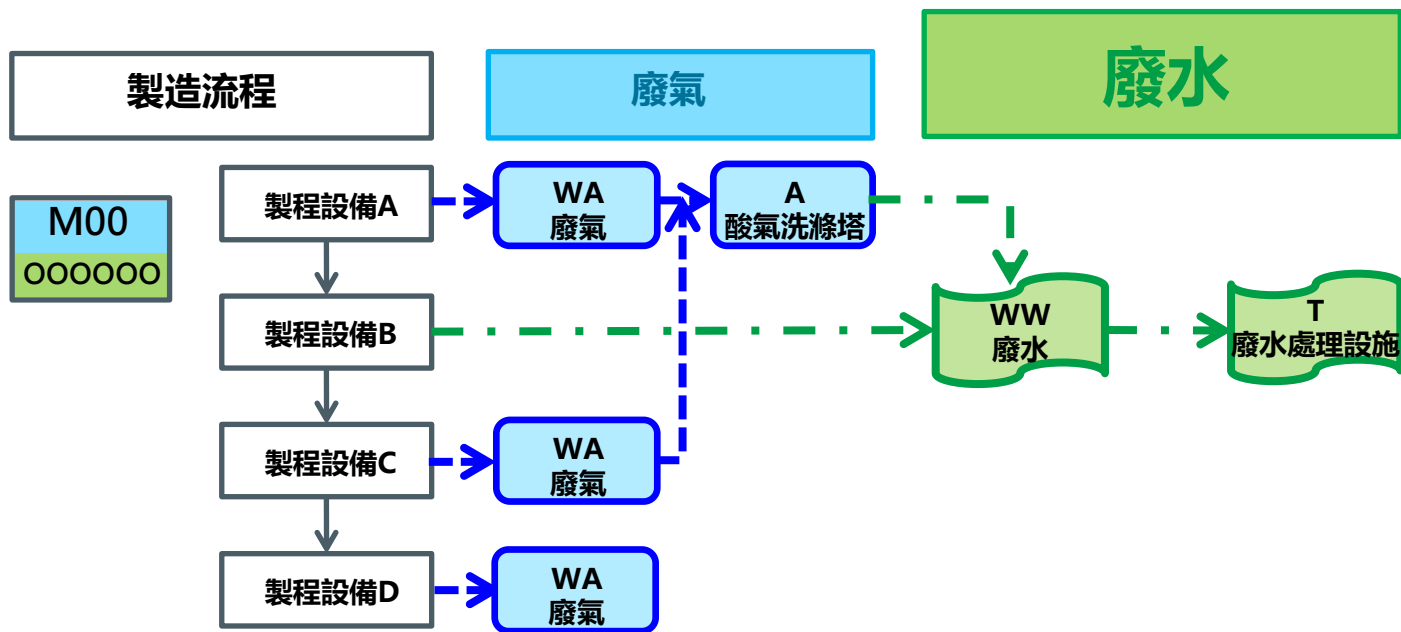 製造流程
廢氣
廢水
M00
OOOOOO
製程設備A
WA
廢氣
A
酸氣洗滌塔
製程設備B
WW
廢水
T
廢水處理設施
製程設備C
WA
廢氣
製程設備D
WA
廢氣